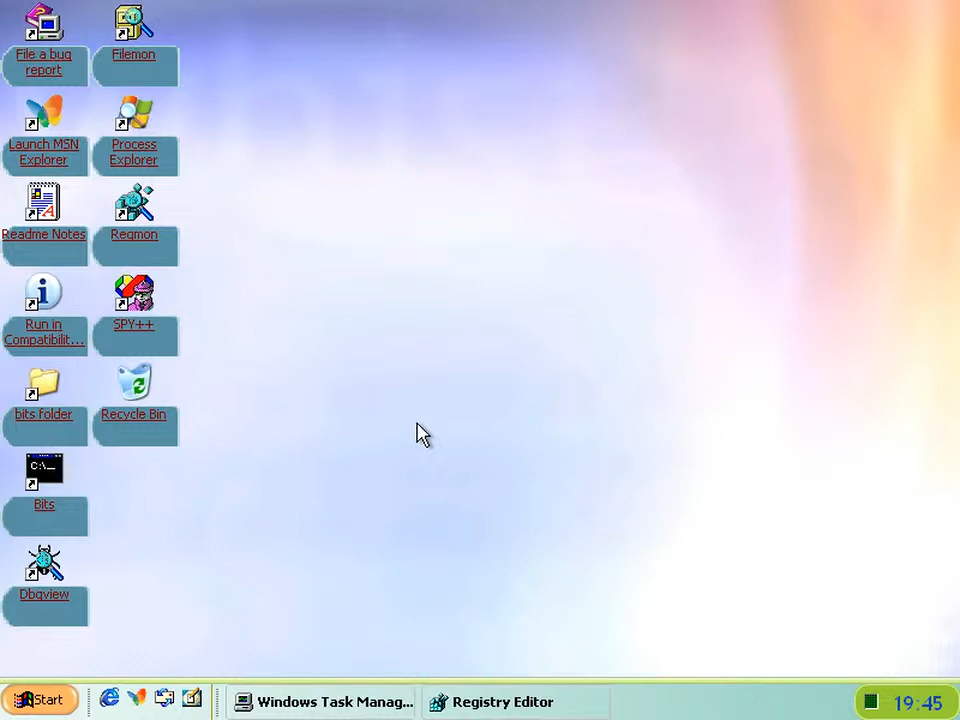 File a bug
report
Filemon
Launch MSN
Explorer
Process
Explorer
Readme Notes
Regmon
Run in
Compatibilit...
SPY++
bits folder
Recycle Bin
C:\_
Bits
Dbgview
Start
Windows Task Manag...
Registry Editor
19:45